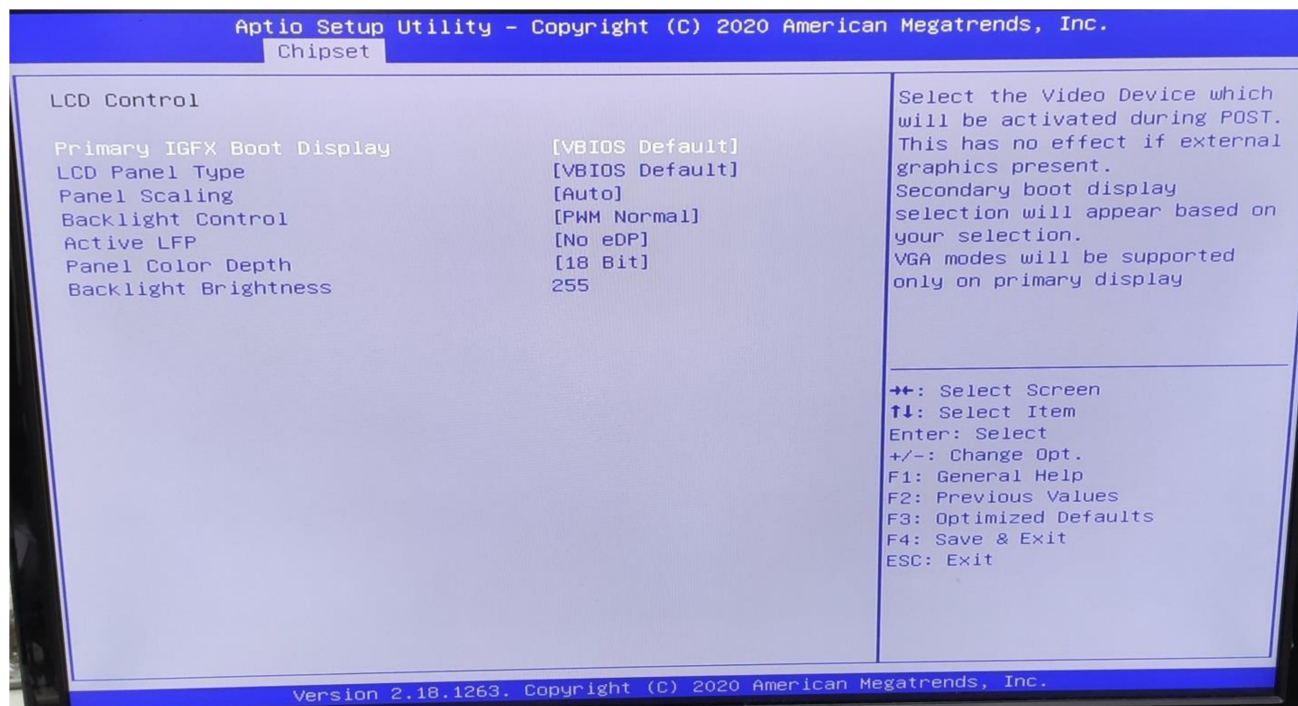 Aptio Setup Utility – Copyright (C) 2020 American Megatrends, Inc.
Chipset
LCD Control
Primary IGFX Boot Display [VBIOS Default]
LCD Panel Type [VBIOS Default]
Panel Scaling [Auto]
Backlight Control [PWM Normal]
Active LFP [No eDP]
Panel Color Depth [18 Bit]
Backlight Brightness 255
Select the Video Device which
will be activated during POST.
This has no effect if external
graphics present.
Secondary boot display
selection will appear based on
your selection.
VGA modes will be supported
only on primary display
→←: Select Screen
↑↓: Select Item
Enter: Select
+/-: Change Opt.
F1: General Help
F2: Previous Values
F3: Optimized Defaults
F4: Save & Exit
ESC: Exit
Version 2.18.1263. Copyright (C) 2020 American Megatrends, Inc.